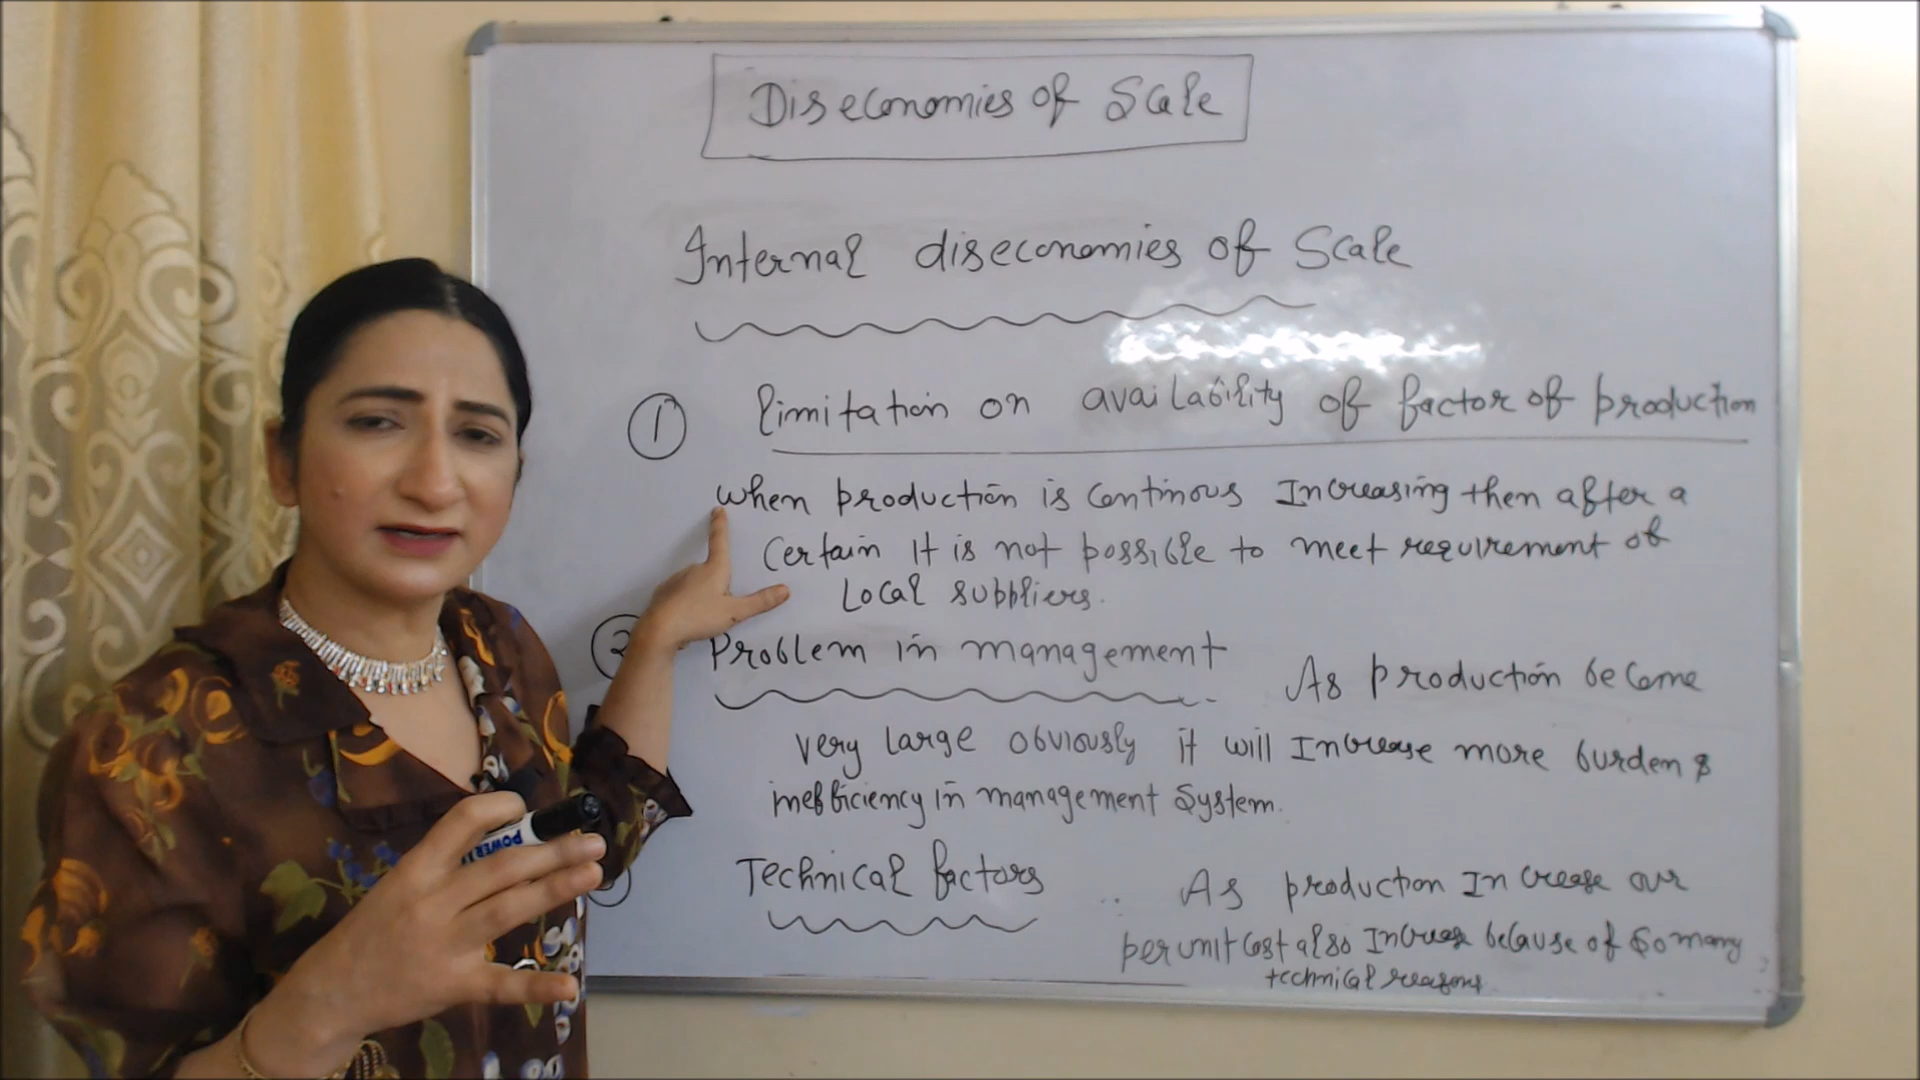 Diseconomies of Scale
Internal diseconomies of Scale
1 limitation on availability of factor of production
When production is Continous Increasing then after a
Certain It is not possible to meet requirement of
Local suppliers.
2 Problem in management
As production become
very large obviously it will Increase more burden &
inefficiency in management System.
Technical factors
As production Increase our
per unit Cost also Increase because of so many
technical reasons
POWER